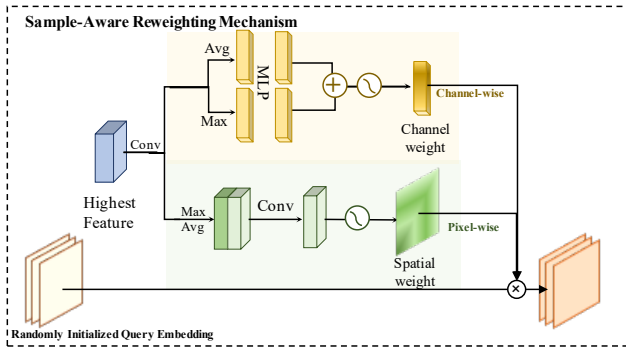 Sample-Aware Reweighting Mechanism
Avg
MLP
Max
Channel-wise
Channel
weight
Conv
Highest
Feature
Max
Avg
Conv
Pixel-wise
Spatial
weight
Randomly Initialized Query Embedding